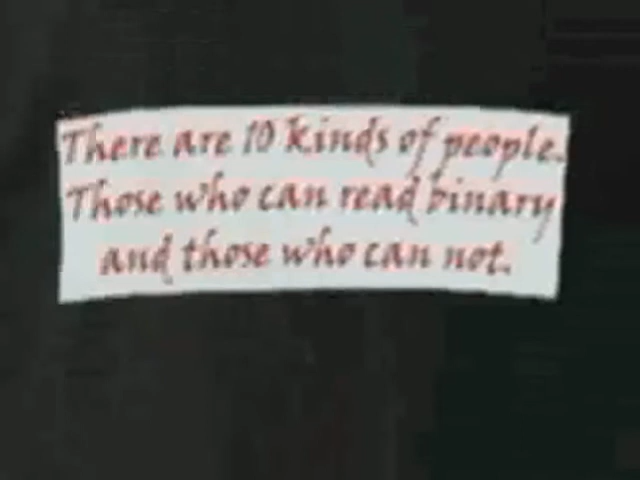 There are 10 kinds of people.
Those who can read binary
and those who can not.